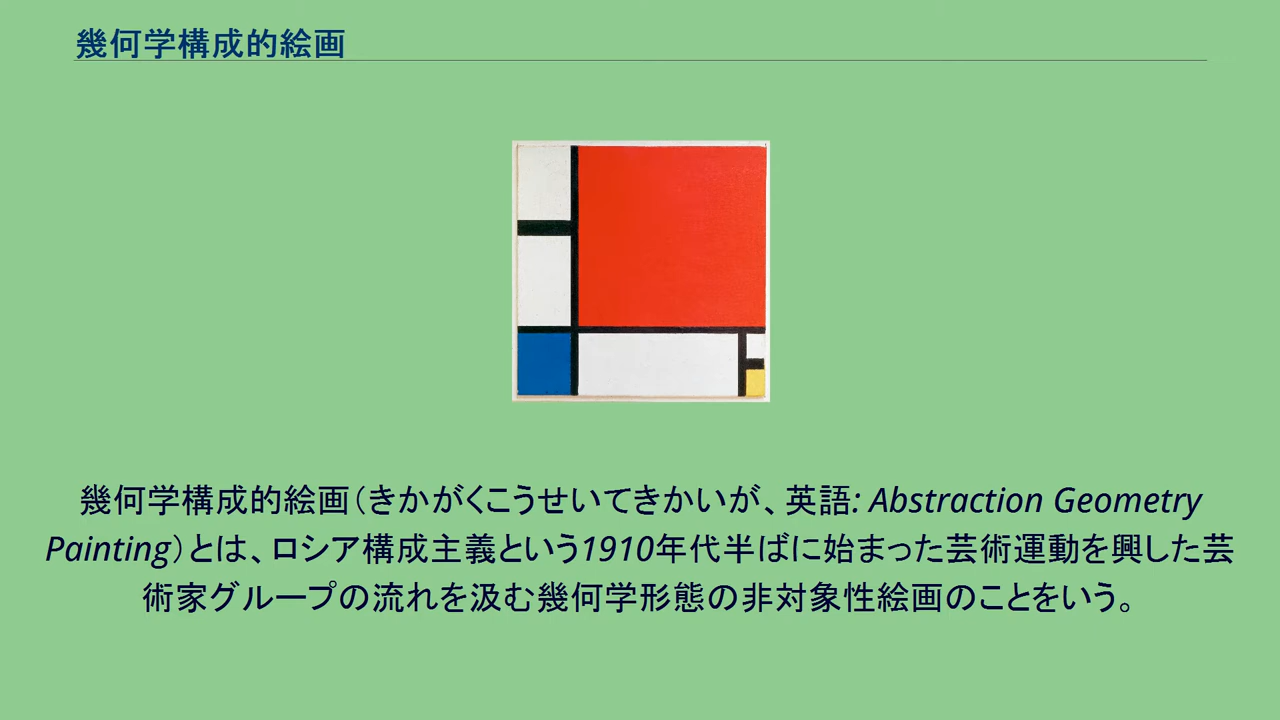 幾何学構成的絵画
幾何学構成的絵画（きかがくこうせいてきかいが、英語: Abstraction Geometry
Painting）とは、ロシア構成主義という1910年代半ばに始まった芸術運動を興した芸
術家グループの流れを汲む幾何学形態の非対象性絵画のことをいう。